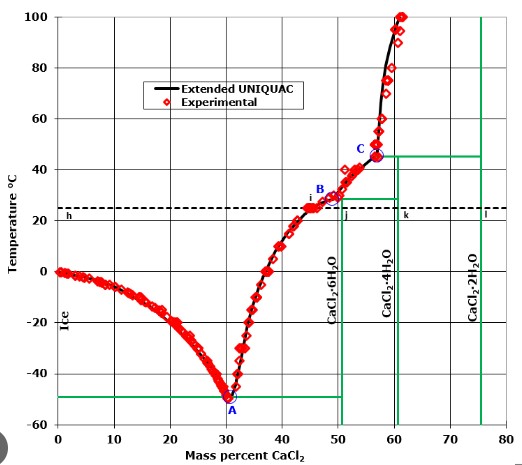 100
80
60
40
20
0
-20
-40
-60
Temperature °C
Extended UNIQUAC
Experimental
C
B
i
h
j
k
l
Ice
CaCl₂·6H₂O
CaCl₂·4H₂O
CaCl₂·2H₂O
A
0 10 20 30 40 50 60 70 80
Mass percent CaCl₂